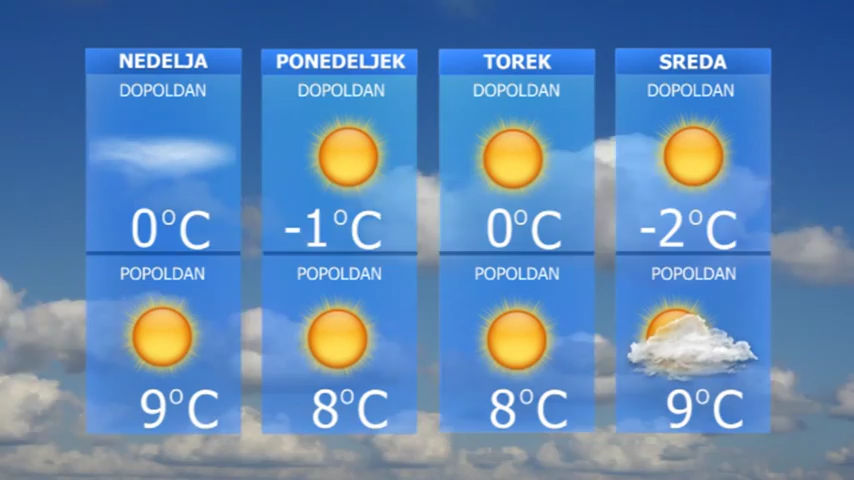 NEDELJA
DOPOLDAN
0°C
POPOLDAN
9°C
PONEDELJEK
DOPOLDAN
-1°C
POPOLDAN
8°C
TOREK
DOPOLDAN
0°C
POPOLDAN
8°C
SREDA
DOPOLDAN
-2°C
POPOLDAN
9°C